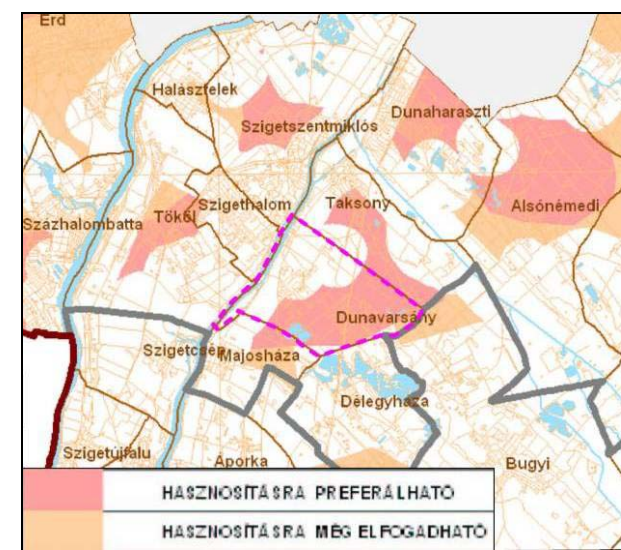 Érd
Halásztelek
Dunaharaszti
Szigetszentmiklós
Szigethalom
Taksony
Tököl
Alsónémedi
Százhalombatta
Dunavarsány
Szigetcsép
Majosháza
Délegyháza
Szigetújfalu
Áporka
Bugyi
HASZNOSÍTÁSRA PREFERÁLHATÓ
HASZNOSÍTÁSRA MÉG ELFOGADHATÓ